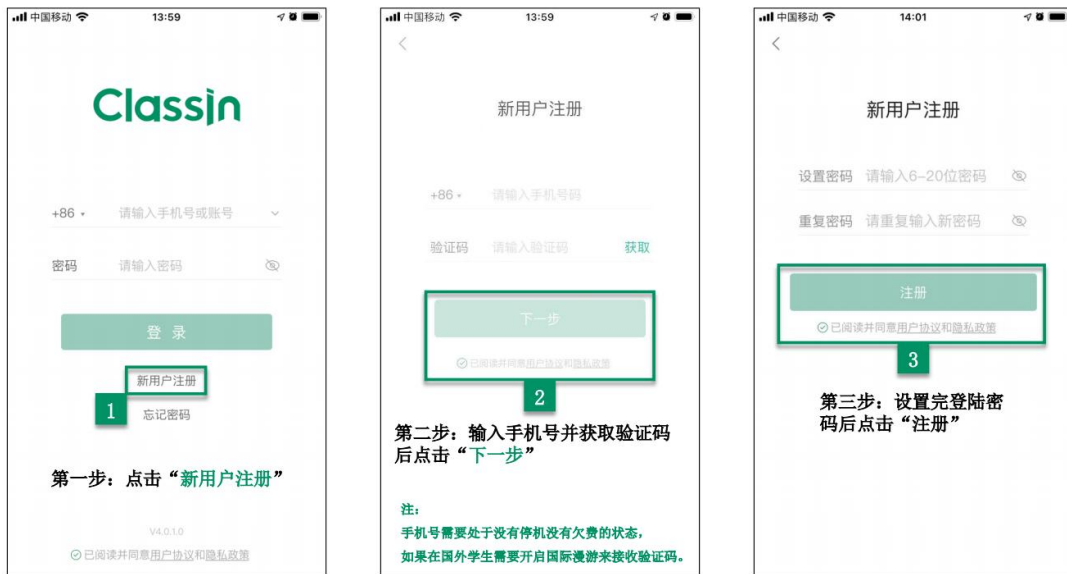 中国移动 13:59
Classin
+86 请输入手机号或账号
密码 请输入密码
登 录
新用户注册
1
忘记密码
第一步：点击“新用户注册”
V4.0.1.0
已阅读并同意用户协议和隐私政策
中国移动 13:59
新用户注册
+86 请输入手机号码
验证码 请输入验证码 获取
下一步
已阅读并同意用户协议和隐私政策
2
第二步：输入手机号并获取验证码
后点击“下一步”
注：
手机号需要处于没有停机没有欠费的状态，
如果在国外学生需要开启国际漫游来接收验证码。
中国移动 14:01
新用户注册
设置密码 请输入6-20位密码
重复密码 请重复输入新密码
注册
已阅读并同意用户协议和隐私政策
3
第三步：设置完登陆密
码后点击“注册”